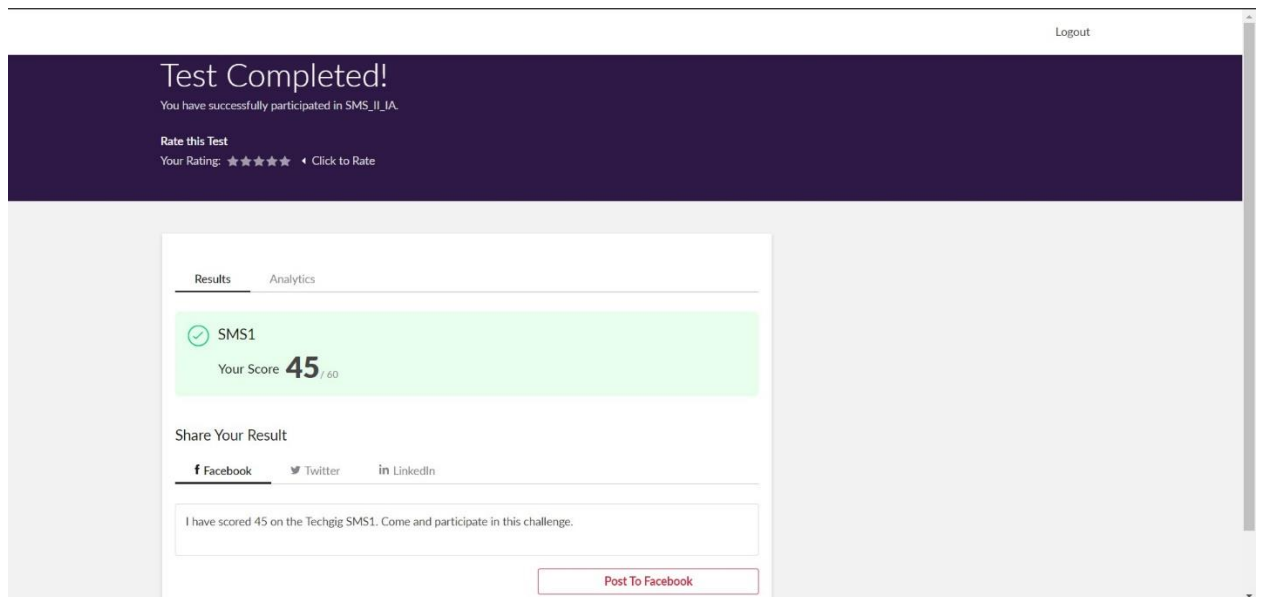 Logout
Test Completed!
You have successfully participated in SMS_II_IA.
Rate this Test
Your Rating: Click to Rate
Results Analytics
SMS1
Your Score 45/ 60
Share Your Result
Facebook Twitter LinkedIn
I have scored 45 on the Techgig SMS1. Come and participate in this challenge.
Post To Facebook